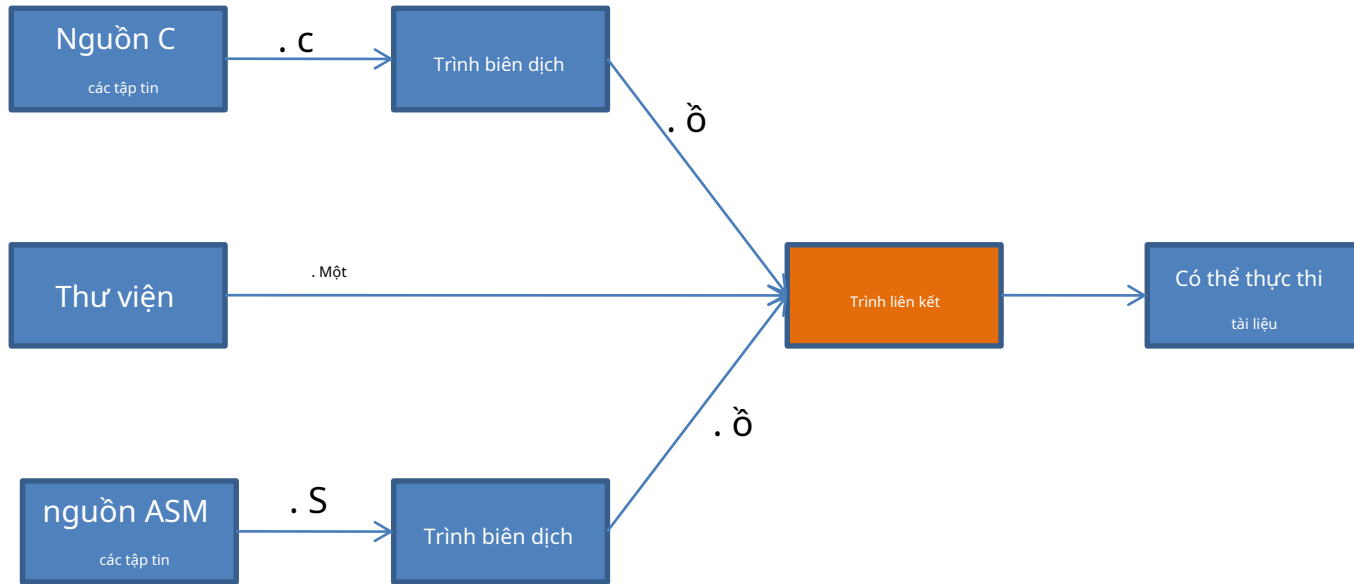 Nguồn C
các tập tin
. c
Trình biên dịch
. ồ
Thư viện
. Một
Trình liên kết
Có thể thực thi
tài liệu
. ồ
nguồn ASM
các tập tin
. S
Trình biên dịch